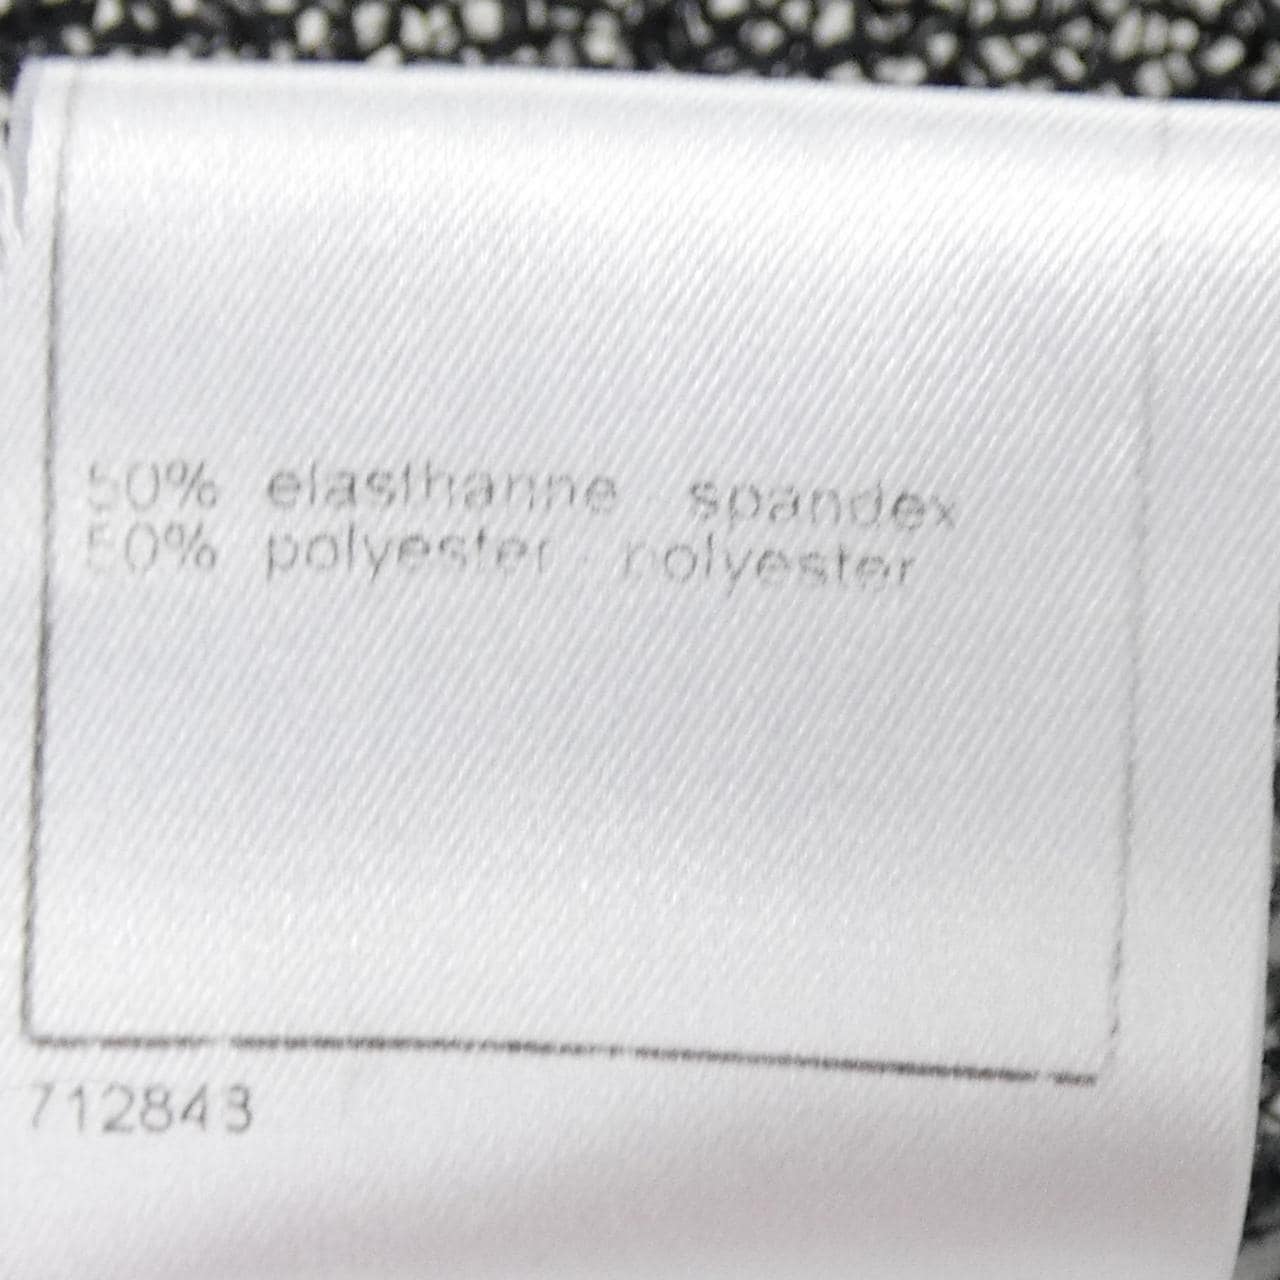 50% elasthanne - spandex
50% polyester - polyester
712843